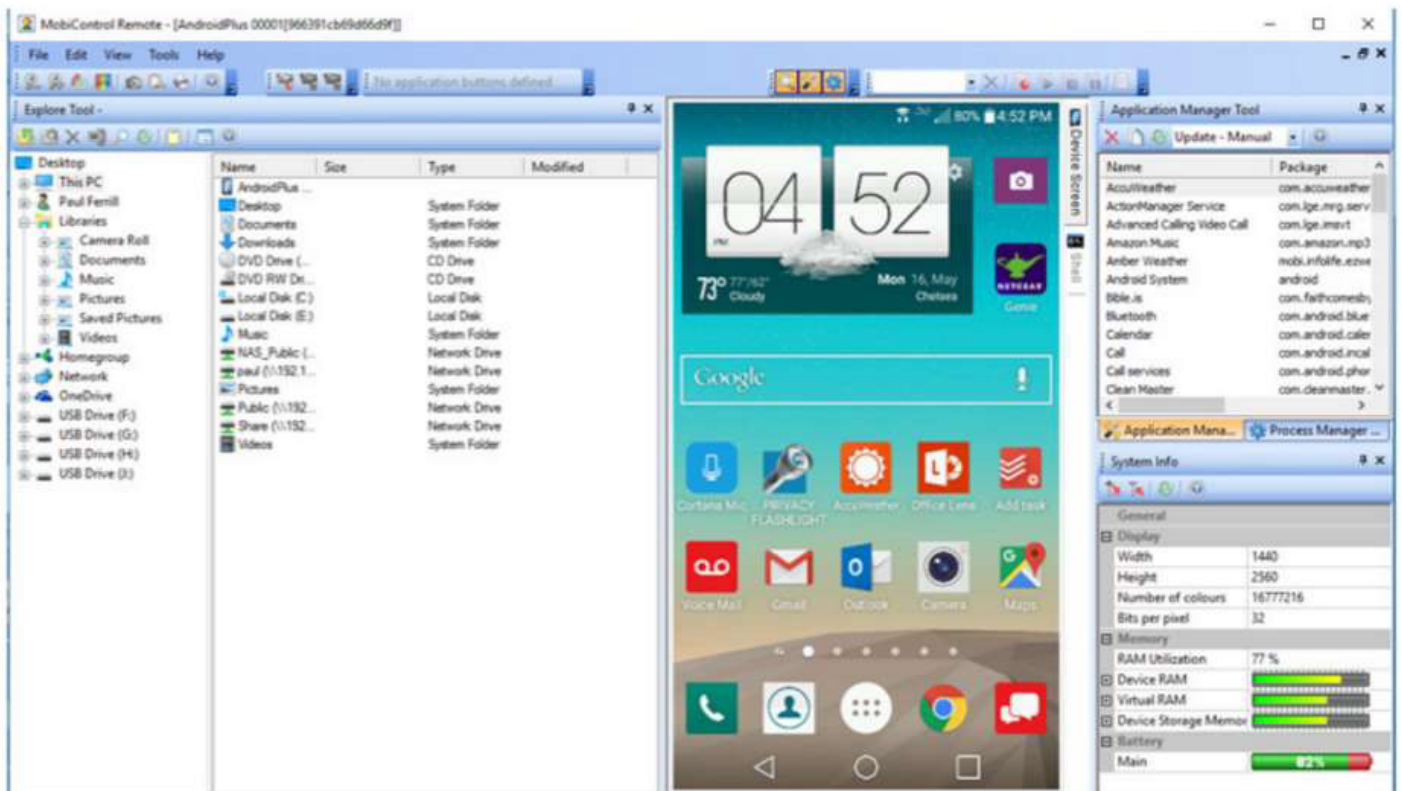 MobiControl Remote - [AndroidPlus 00001[966391cb69d66d9f]]
File Edit View Tools Help
No application buttons defined
Explore Tool -
Desktop
This PC
Paul Ferrill
Libraries
Camera Roll
Documents
Music
Pictures
Saved Pictures
Videos
Homegroup
Network
OneDrive
USB Drive (F:)
USB Drive (G:)
USB Drive (H:)
USB Drive (I:)
Name Size Type Modified
AndroidPlus ...
Desktop System Folder
Documents System Folder
Downloads System Folder
DVD Drive (... CD Drive
DVD RW Dri... CD Drive
Local Disk (C:) Local Disk
Local Disk (E:) Local Disk
Music System Folder
NAS_Public (... Network Drive
paul (\\192.1... Network Drive
Pictures System Folder
Public (\\192... Network Drive
Share (\\192... Network Drive
Videos System Folder
80% 4:52 PM
04 52
PM
73° 77°/62°
Cloudy
Mon 16, May
Chelsea
NETGEAR
Genie
Google
Cortana Mic PRIVACY FLASHLIGHT AccuWeather Office Lens Add task
Voice Mail Gmail Outlook Camera Maps
Device Screen
Shell
Application Manager Tool
Update - Manual
Name Package
AccuWeather com.accuweather
ActionManager Service com.lge.mrg.serv
Advanced Calling Video Call com.lge.imsvt
Amazon Music com.amazon.mp3
Amber Weather mobi.infolife.ezwe
Android System android
Bible.is com.faithcomesby
Bluetooth com.android.blue
Calendar com.android.calen
Call com.android.incal
Call services com.android.phor
Clean Master com.cleanmaster.
Application Mana... Process Manager ...
System Info
General
Display
Width 1440
Height 2560
Number of colours 16777216
Bits per pixel 32
Memory
RAM Utilization 77 %
Device RAM
Virtual RAM
Device Storage Memor
Battery
Main 82%